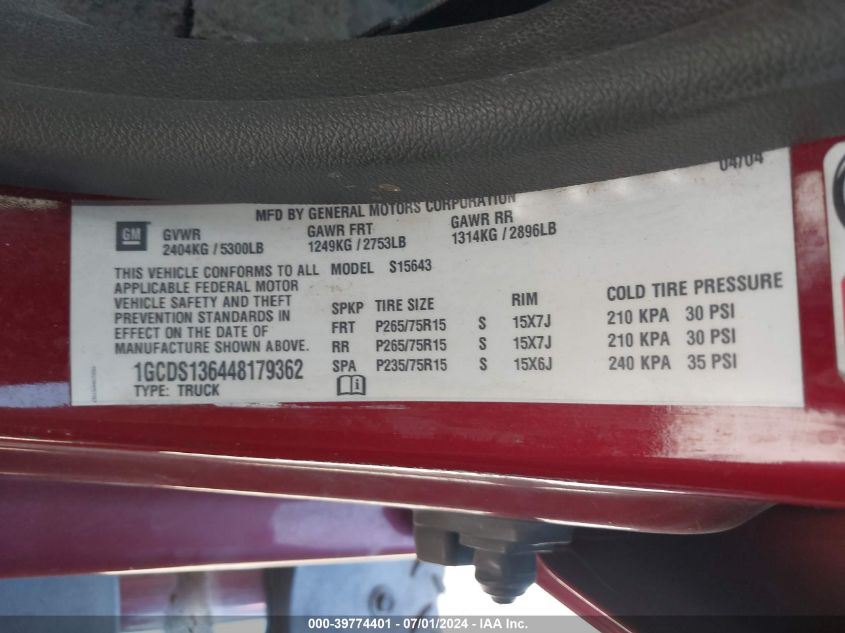 04/04
MFD BY GENERAL MOTORS CORPORATION
GM
GVWR GAWR FRT GAWR RR
2404KG / 5300LB 1249KG / 2753LB 1314KG / 2896LB
THIS VEHICLE CONFORMS TO ALL
APPLICABLE FEDERAL MOTOR
VEHICLE SAFETY AND THEFT
PREVENTION STANDARDS IN
EFFECT ON THE DATE OF
MANUFACTURE SHOWN ABOVE.
1GCDS136448179362
TYPE: TRUCK
MODEL S15643
SPKP TIRE SIZE RIM COLD TIRE PRESSURE
FRT P265/75R15 S 15X7J 210 KPA 30 PSI
RR P265/75R15 S 15X7J 210 KPA 30 PSI
SPA P235/75R15 S 15X6J 240 KPA 35 PSI
000-39774401 - 07/01/2024 - IAA Inc.